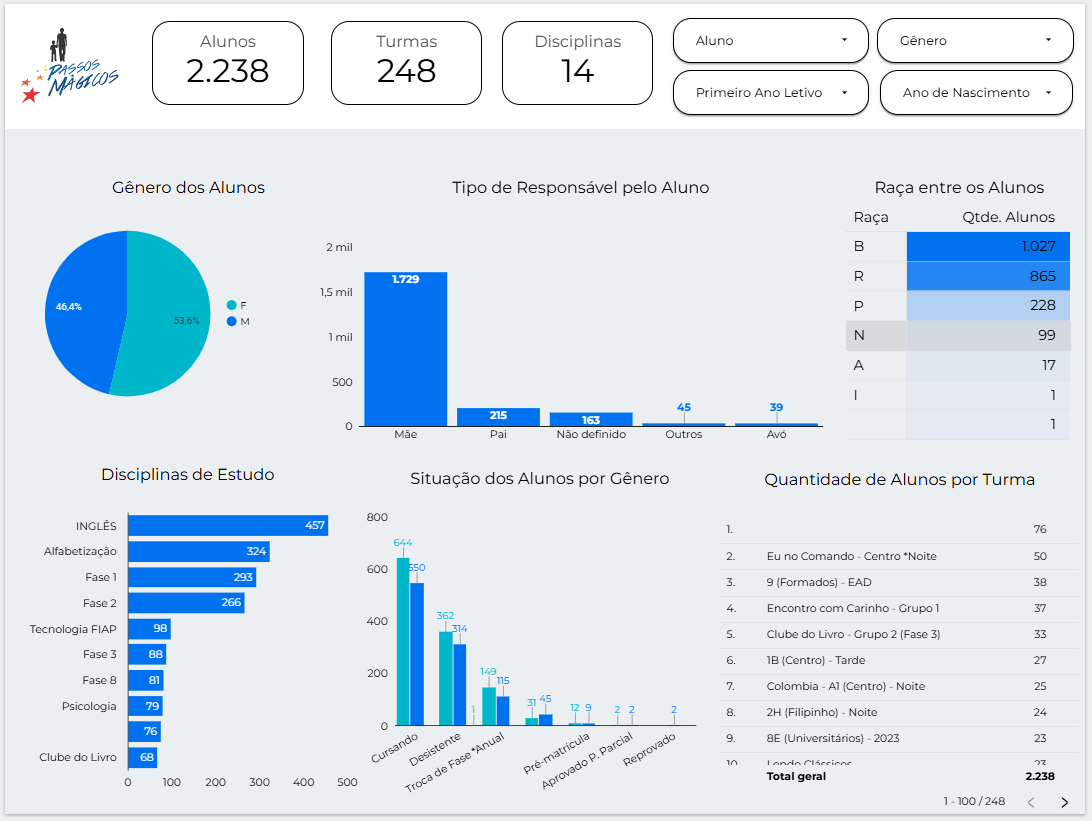 PASSOS
MÁGICOS
Alunos
2.238
Turmas
248
Disciplinas
14
Aluno
Gênero
Primeiro Ano Letivo
Ano de Nascimento
Gênero dos Alunos
46,4%
53,6%
F
M
Tipo de Responsável pelo Aluno
2 mil
1,5 mil
1 mil
500
0
1.729
215
163
45
39
Mãe
Pai
Não definido
Outros
Avó
Raça entre os Alunos
Raça Qtde. Alunos
B 1.027
R 865
P 228
N 99
A 17
I 1
1
Disciplinas de Estudo
INGLÊS 457
Alfabetização 324
Fase 1 293
Fase 2 266
Tecnologia FIAP 98
Fase 3 88
Fase 8 81
Psicologia 79
76
Clube do Livro 68
0 100 200 300 400 500
Situação dos Alunos por Gênero
800
600
400
200
0
644
550
362
314
1
149
115
31
45
12
9
2
2
2
Cursando
Desistente
Troca de Fase *Anual
Pré-matrícula
Aprovado P. Parcial
Reprovado
Quantidade de Alunos por Turma
1. 76
2. Eu no Comando - Centro *Noite 50
3. 9 (Formados) - EAD 38
4. Encontro com Carinho - Grupo 1 37
5. Clube do Livro - Grupo 2 (Fase 3) 33
6. 1B (Centro) - Tarde 27
7. Colombia - A1 (Centro) - Noite 25
8. 2H (Filipinho) - Noite 24
9. 8E (Universitários) - 2023 23
10. Lendo Clássicos 23
Total geral 2.238
1 - 100 / 248